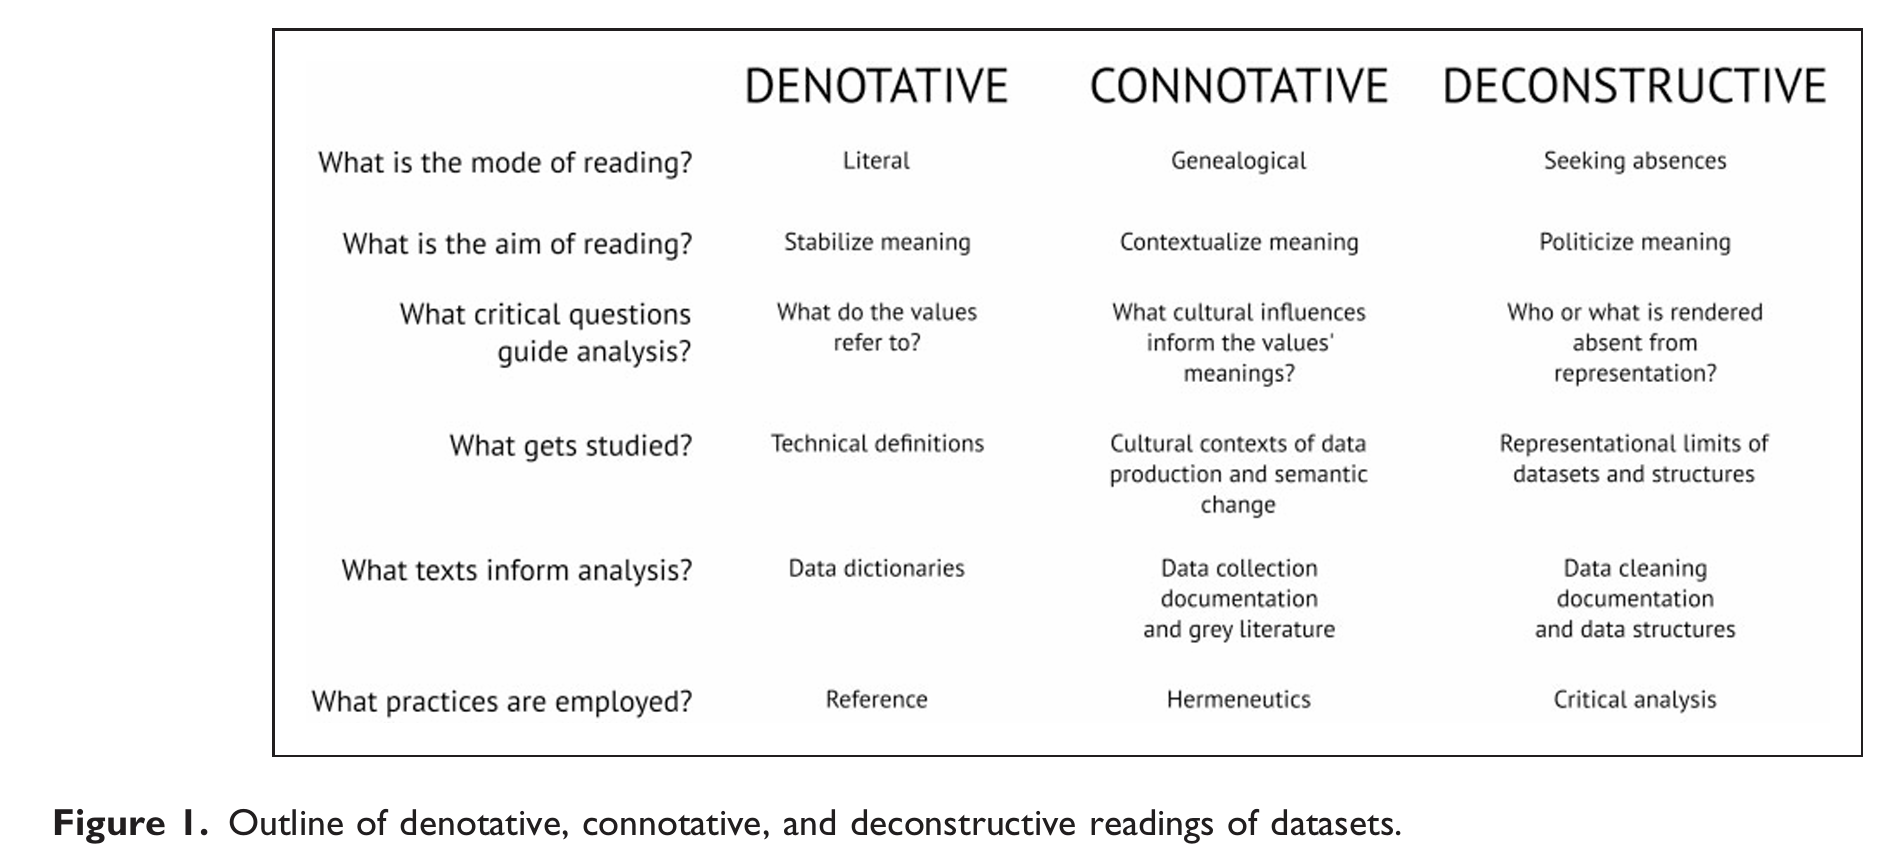 DENOTATIVE CONNOTATIVE DECONSTRUCTIVE
What is the mode of reading? Literal Genealogical Seeking absences
What is the aim of reading? Stabilize meaning Contextualize meaning Politicize meaning
What critical questions What do the values What cultural influences Who or what is rendered
guide analysis? refer to? inform the values' absent from
meanings? representation?
What gets studied? Technical definitions Cultural contexts of data Representational limits of
production and semantic datasets and structures
change
What texts inform analysis? Data dictionaries Data collection Data cleaning
documentation documentation
and grey literature and data structures
What practices are employed? Reference Hermeneutics Critical analysis
Figure 1. Outline of denotative, connotative, and deconstructive readings of datasets.